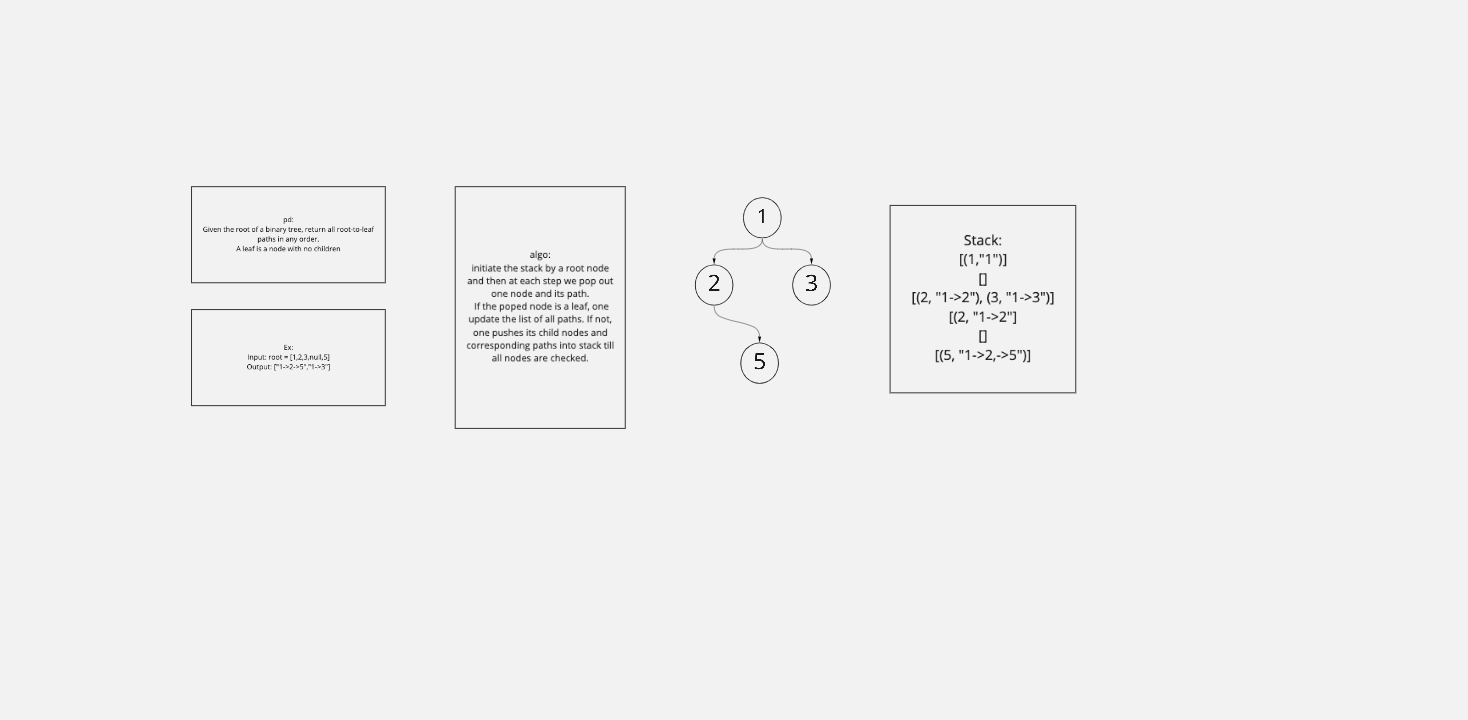 pd:
Given the root of a binary tree, return all root-to-leaf
paths in any order.
A leaf is a node with no children
Ex:
Input: root = [1,2,3,null,5]
Output: ["1->2->5","1->3"]
algo:
initiate the stack by a root node
and then at each step we pop out
one node and its path.
If the poped node is a leaf, one
update the list of all paths. If not,
one pushes its child nodes and
corresponding paths into stack till
all nodes are checked.
1
2
3
5
Stack:
[(1,"1")]
[]
[(2, "1->2"), (3, "1->3")]
[(2, "1->2"]
[]
[(5, "1->2,->5")]